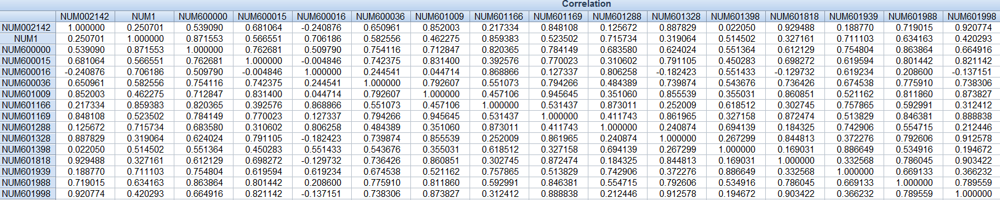 Correlation
NUM002142 NUM1 NUM600000 NUM600015 NUM600016 NUM600036 NUM601009 NUM601166 NUM601169 NUM601288 NUM601328 NUM601398 NUM601818 NUM601939 NUM601988 NUM601998
NUM002142 1.000000 0.250701 0.539090 0.681064 -0.240876 0.650961 0.852003 0.217334 0.848108 0.125672 0.887829 0.022050 0.929488 0.188770 0.719015 0.920774
NUM1 0.250701 1.000000 0.871553 0.566551 0.706186 0.582556 0.462275 0.859383 0.523502 0.715734 0.319064 0.514502 0.327161 0.711103 0.634163 0.420293
NUM600000 0.539090 0.871553 1.000000 0.762681 0.509790 0.754116 0.712847 0.820365 0.784149 0.683580 0.624024 0.551364 0.612129 0.754804 0.863864 0.664916
NUM600015 0.681064 0.566551 0.762681 1.000000 -0.004846 0.742375 0.831400 0.392576 0.770023 0.310602 0.791105 0.450283 0.698272 0.619594 0.801442 0.821142
NUM600016 -0.240876 0.706186 0.509790 -0.004846 1.000000 0.244541 0.044714 0.868866 0.127337 0.806258 -0.182423 0.551433 -0.129732 0.619234 0.208600 -0.137151
NUM600036 0.650961 0.582556 0.754116 0.742375 0.244541 1.000000 0.792607 0.551073 0.794266 0.484389 0.739874 0.543676 0.736426 0.674538 0.775910 0.738306
NUM601009 0.852003 0.462275 0.712847 0.831400 0.044714 0.792607 1.000000 0.457106 0.945645 0.351060 0.855539 0.355031 0.860851 0.521162 0.811860 0.873827
NUM601166 0.217334 0.859383 0.820365 0.392576 0.868866 0.551073 0.457106 1.000000 0.531437 0.873011 0.252009 0.618512 0.302745 0.757865 0.592991 0.312412
NUM601169 0.848108 0.523502 0.784149 0.770023 0.127337 0.794266 0.945645 0.531437 1.000000 0.411743 0.861965 0.327158 0.872474 0.513829 0.846381 0.888838
NUM601288 0.125672 0.715734 0.683580 0.310602 0.806258 0.484389 0.351060 0.873011 0.411743 1.000000 0.240874 0.694139 0.184325 0.742906 0.554715 0.212446
NUM601328 0.887829 0.319064 0.624024 0.791105 -0.182423 0.739874 0.855539 0.252009 0.861965 0.240874 1.000000 0.267299 0.844813 0.372276 0.792606 0.912578
NUM601398 0.022050 0.514502 0.551364 0.450283 0.551433 0.543676 0.355031 0.618512 0.327158 0.694139 0.267299 1.000000 0.169031 0.886649 0.534916 0.194672
NUM601818 0.929488 0.327161 0.612129 0.698272 -0.129732 0.736426 0.860851 0.302745 0.872474 0.184325 0.844813 0.169031 1.000000 0.332568 0.786045 0.903422
NUM601939 0.188770 0.711103 0.754804 0.619594 0.619234 0.674538 0.521162 0.757865 0.513829 0.742906 0.372276 0.886649 0.332568 1.000000 0.669133 0.366232
NUM601988 0.719015 0.634163 0.863864 0.801442 0.208600 0.775910 0.811860 0.592991 0.846381 0.554715 0.792606 0.534916 0.786045 0.669133 1.000000 0.789559
NUM601998 0.920774 0.420293 0.664916 0.821142 -0.137151 0.738306 0.873827 0.312412 0.888838 0.212446 0.912578 0.194672 0.903422 0.366232 0.789559 1.000000